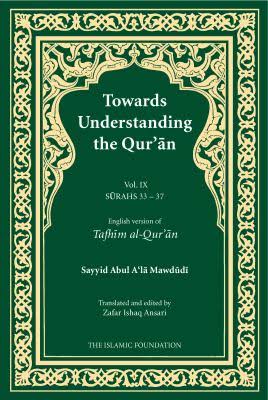 Towards
Understanding
the Qur'ān
Vol. IX
SŪRAHS 33 – 37
English version of
Tafhīm al-Qur'ān
Sayyid Abul A'lā Mawdūdī
Translated and edited by
Zafar Ishaq Ansari
THE ISLAMIC FOUNDATION